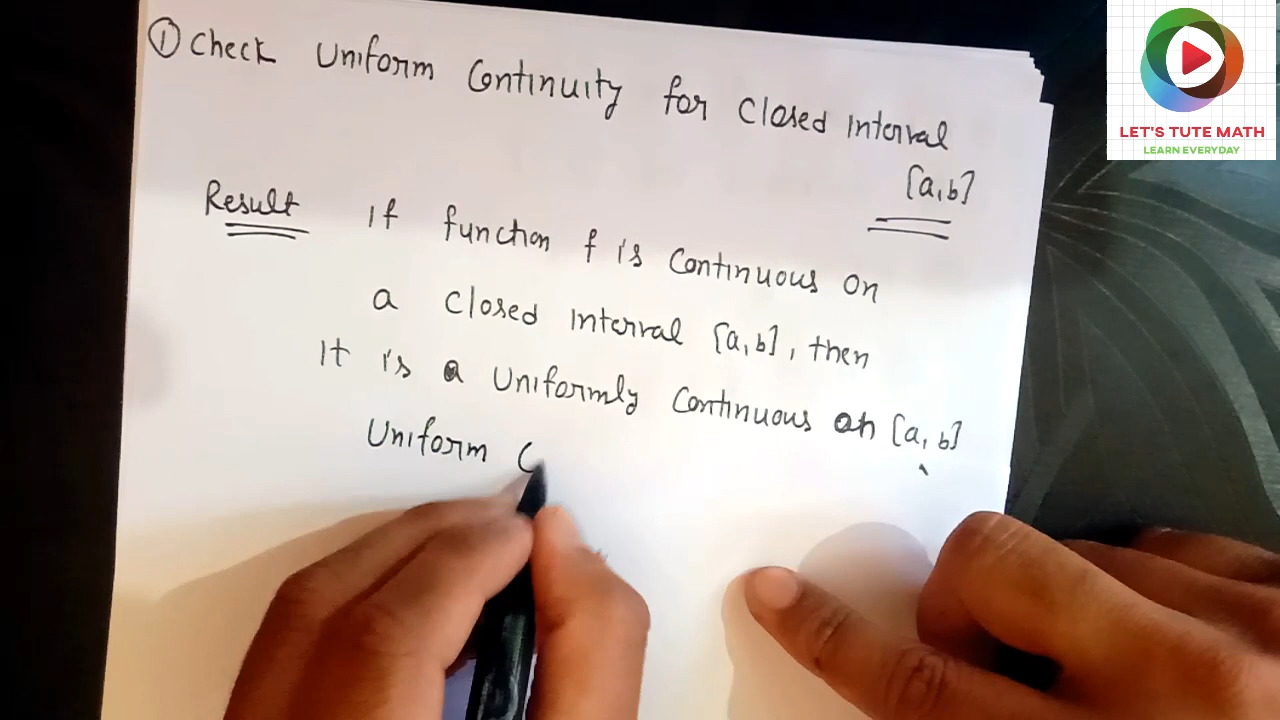 ① Check Uniform Continuity for Closed Interval
[a,b]
Result If function f is Continuous on
a Closed Interval [a,b], then
It is a Uniformly Continuous on [a,b]
Uniform C
LET'S TUTE MATH
LEARN EVERYDAY